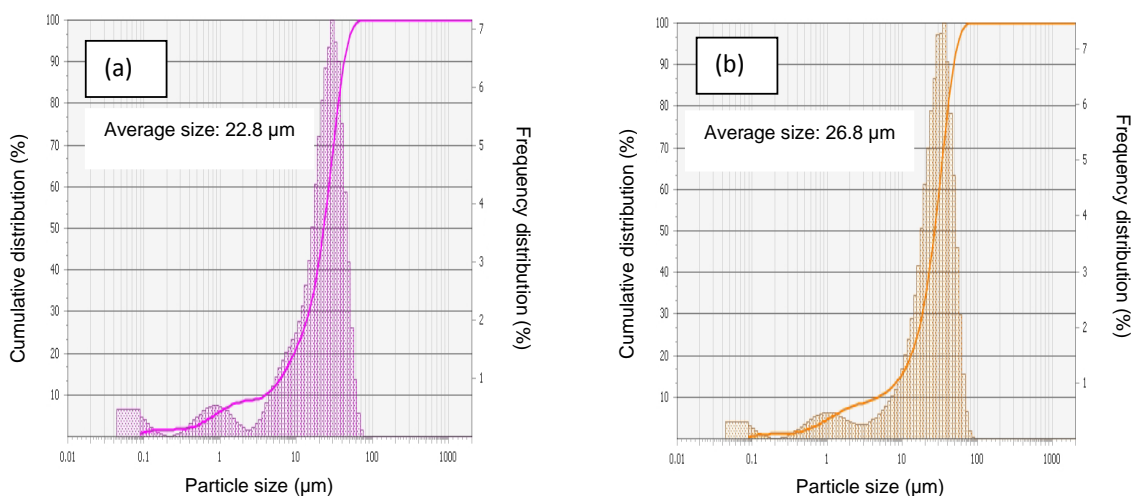 (a)
Average size: 22.8 µm
Cumulative distribution (%)
100
90
80
70
60
50
40
30
20
10
7
6
5
4
3
2
1
Frequency distribution (%)
0.01 0.1 1 10 100 1000
Particle size (µm)
(b)
Average size: 26.8 µm
Cumulative distribution (%)
100
90
80
70
60
50
40
30
20
10
7
6
5
4
3
2
1
Frequency distribution (%)
0.01 0.1 1 10 100 1000
Particle size (µm)